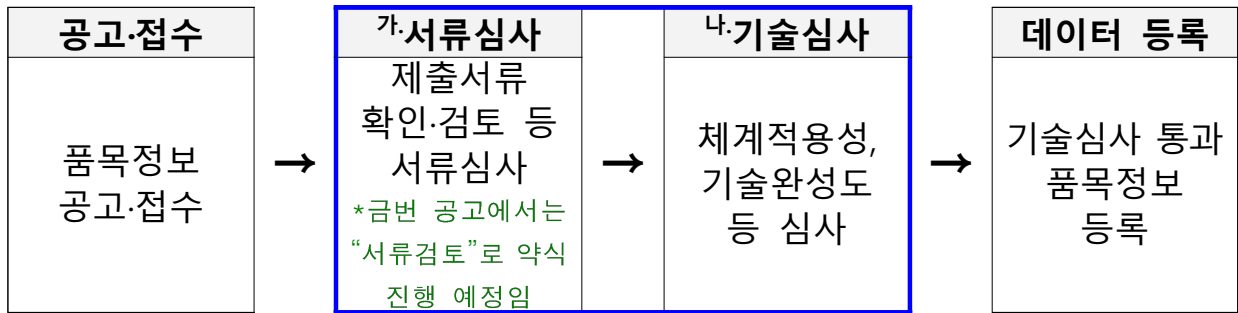 공고·접수
품목정보
공고·접수
→
가.서류심사
제출서류
확인·검토 등
서류심사
*금번 공고에서는
“서류검토”로 약식
진행 예정임
→
나.기술심사
체계적용성,
기술완성도
등 심사
→
데이터 등록
기술심사 통과
품목정보
등록